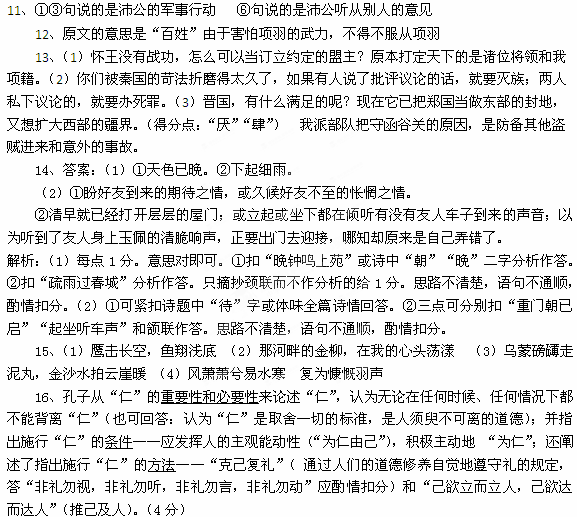 11、①③句说的是沛公的军事行动　⑥句说的是沛公听从别人的意见
12、原文的意思是“百姓”由于害怕项羽的武力，不得不服从项羽
13、（1）怀王没有战功，怎么可以当订立约定的盟主？原本打定天下的是诸位将领和我
项籍。（2）你们被秦国的苛法折磨得太久了，如果有人说了批评议论的话，就要灭族；两人
私下议论的，就要办死罪。（3）晋国，有什么满足的呢？现在它已把郑国当做东部的封地，
又想扩大西部的疆界。（得分点：“厌”“肆”）　我派部队把守函谷关的原因，是防备其他盗
贼进来和意外的事故。
14、答案：（1）①天色已晚。②下起细雨。
（2）①盼好友到来的期待之情，或久候好友不至的怅惘之情。
②清早就已经打开层层的屋门；或立起或坐下都在倾听有没有友人车子到来的声音；以
为听到了友人身上玉佩的清脆响声，正要出门去迎接，哪知却原来是自己弄错了。
解析：（1）每点1分。意思对即可。①扣“晚钟鸣上苑”或诗中“朝”“晚”二字分析作答。
②扣“疏雨过春城”分析作答。只摘抄颈联而不作分析的给1分。思路不清楚，语句不通顺，
酌情扣分。（2）①可紧扣诗题中“待”字或体味全篇诗情回答。②三点可分别扣“重门朝已
启”“起坐听车声”和颔联作答。思路不清楚，语句不通顺，酌情扣分。
15、（1）鹰击长空，鱼翔浅底　（2）那河畔的金柳，在我的心头荡漾　（3）乌蒙磅礴走
泥丸，金沙水拍云崖暖　（4）风萧萧兮易水寒　复为慷慨羽声
16、孔子从“仁”的重要性和必要性来论述“仁”，认为无论在任何时候、任何情况下都
不能背离“仁”（也可回答：认为“仁”是取舍一切的标准，是人须臾不可离的道德）；并指
出施行“仁”的条件——应发挥人的主观能动性（“为仁由己”），积极主动地 “为仁”；还阐
述了指出施行“仁”的方法——“克己复礼”（ 通过人们的道德修养自觉地遵守礼的规定，
答“非礼勿视，非礼勿听，非礼勿言，非礼勿动”应酌情扣分）和“己欲立而立人，己欲达
而达人”（推己及人）。（4分）